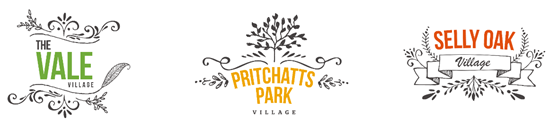 THE
VALE
VILLAGE
PRITCHATTS
PARK
VILLAGE
SELLY OAK
Village